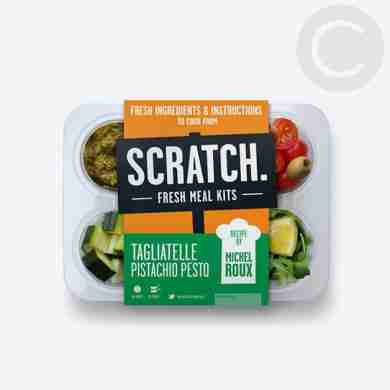 FRESH INGREDIENTS & INSTRUCTIONS
TO COOK FROM
SCRATCH.
FRESH MEAL KITS
TAGLIATELLE
PISTACHIO PESTO
RECIPE
BY
MICHEL
ROUX
C